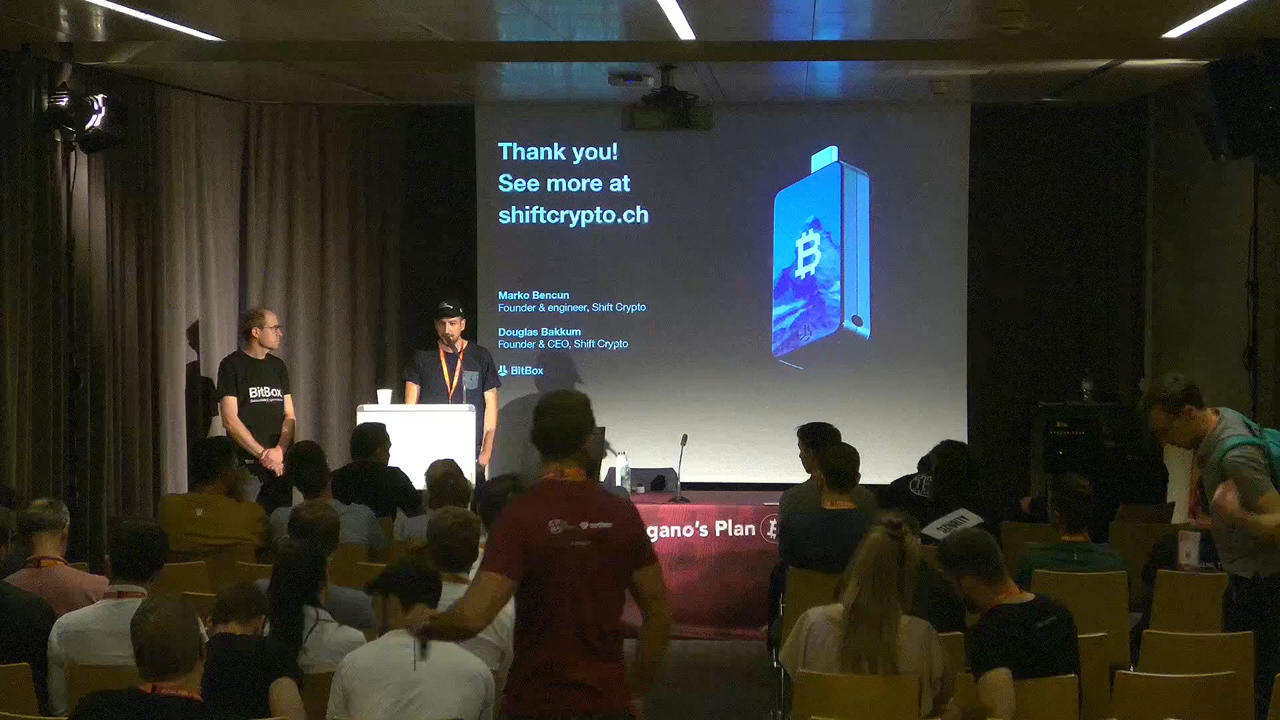 Thank you!
See more at
shiftcrypto.ch
Marko Bencun
Founder & engineer, Shift Crypto
Douglas Bakkum
Founder & CEO, Shift Crypto
BitBox
BitBox
gano's Plan
SECURITY